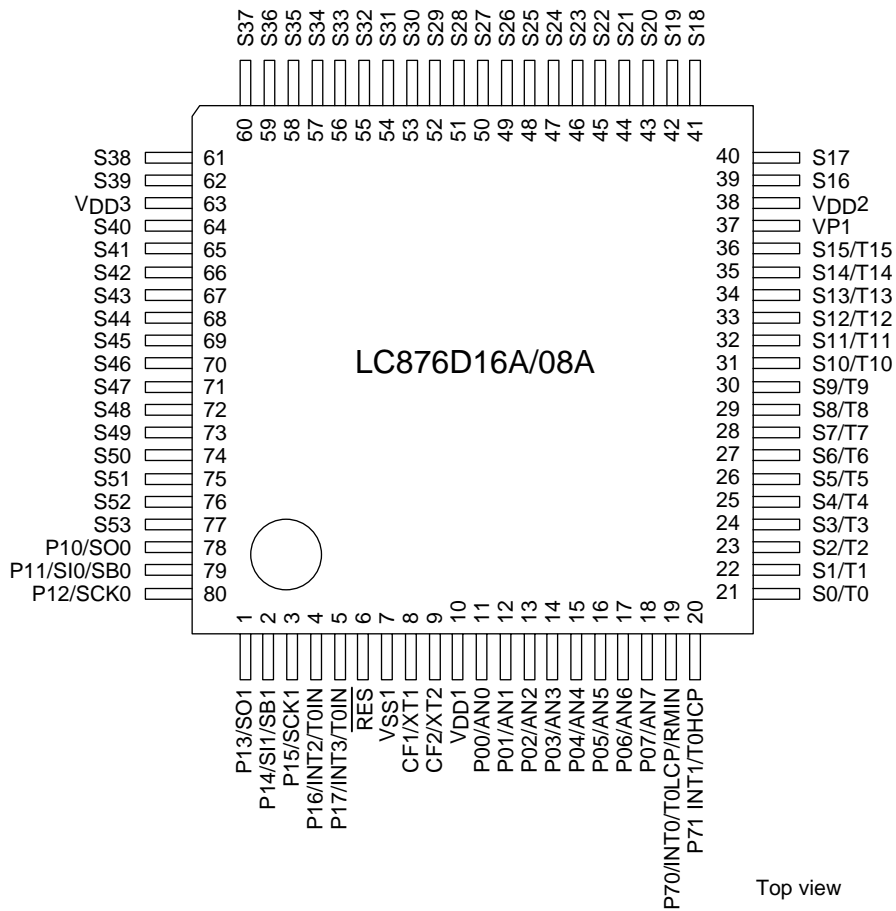 S37 S36 S35 S34 S33 S32 S31 S30 S29 S28 S27 S26 S25 S24 S23 S22 S21 S20 S19 S18
60 59 58 57 56 55 54 53 52 51 50 49 48 47 46 45 44 43 42 41
S38 61 40 S17
S39 62 39 S16
VDD3 63 38 VDD2
S40 64 37 VP1
S41 65 36 S15/T15
S42 66 35 S14/T14
S43 67 34 S13/T13
S44 68 33 S12/T12
S45 69 32 S11/T11
S46 70 31 S10/T10
LC876D16A/08A
S47 71 30 S9/T9
S48 72 29 S8/T8
S49 73 28 S7/T7
S50 74 27 S6/T6
S51 75 26 S5/T5
S52 76 25 S4/T4
S53 77 24 S3/T3
P10/SO0 78 23 S2/T2
P11/SI0/SB0 79 22 S1/T1
P12/SCK0 80 21 S0/T0
1 2 3 4 5 6 7 8 9 10 11 12 13 14 15 16 17 18 19 20
P13/SO1
P14/SI1/SB1
P15/SCK1
P16/INT2/T0IN
P17/INT3/T0IN
RES
VSS1
CF1/XT1
CF2/XT2
VDD1
P00/AN0
P01/AN1
P02/AN2
P03/AN3
P04/AN4
P05/AN5
P06/AN6
P07/AN7
P70/INT0/T0LCP/RMIN
P71 INT1/T0HCP
Top view